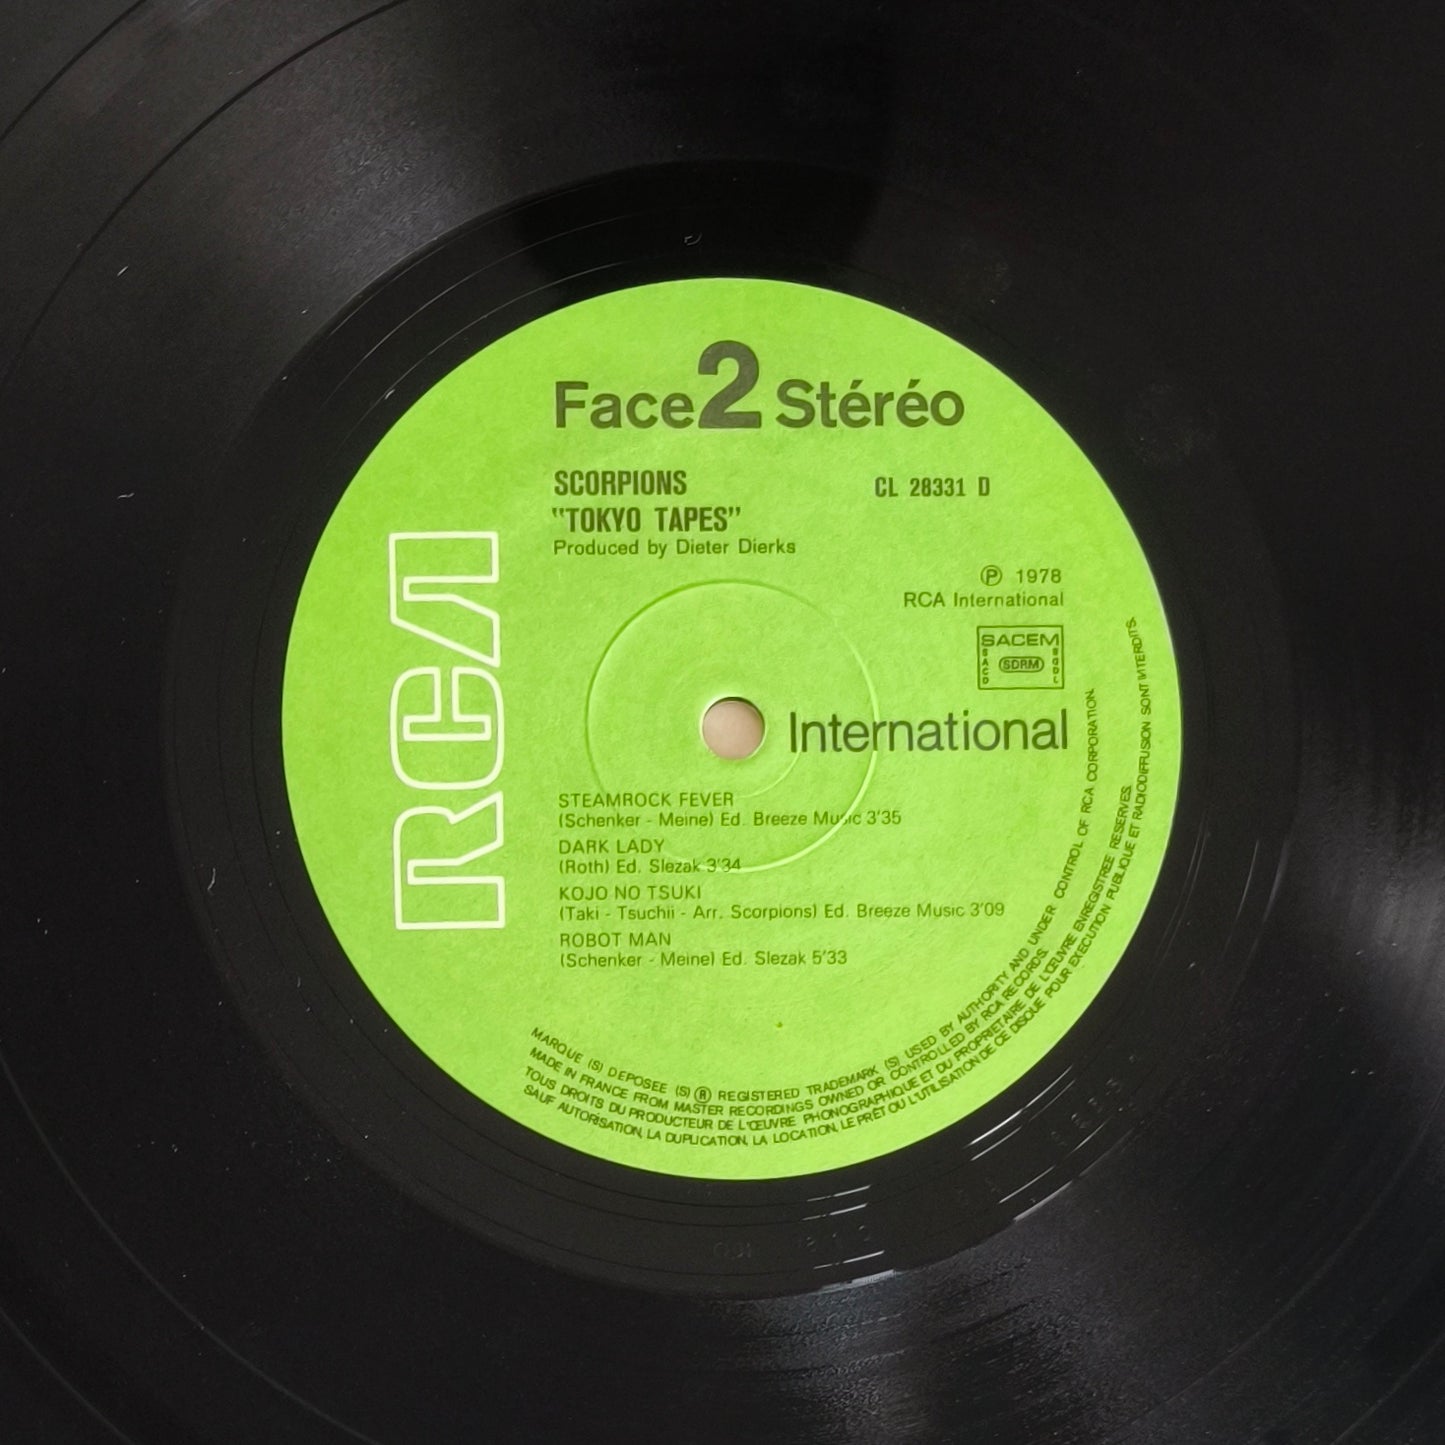 Face 2 Stéréo
SCORPIONS
CL 28331 D
"TOKYO TAPES"
Produced by Dieter Dierks
Ⓟ 1978
RCA International
SACEM
SACD
SDRM
SGDL
RCA
International
STEAMROCK FEVER
(Schenker - Meine) Ed. Breeze Music 3'35
DARK LADY
(Roth) Ed. Slezak 3'34
KOJO NO TSUKI
(Taki - Tsuchii - Arr. Scorpions) Ed. Breeze Music 3'09
ROBOT MAN
(Schenker - Meine) Ed. Slezak 5'33
MARQUE (S) DEPOSEE (S) ® REGISTERED TRADEMARK (S) USED BY AUTHORITY AND UNDER CONTROL OF RCA CORPORATION.
MADE IN FRANCE FROM MASTER RECORDINGS OWNED OR CONTROLLED BY RCA RECORDS.
TOUS DROITS DU PRODUCTEUR DE L'ŒUVRE PHONOGRAPHIQUE ET DU PROPRIETAIRE DE L'ŒUVRE ENREGISTREE RESERVES.
SAUF AUTORISATION, LA DUPLICATION, LA LOCATION, LE PRÊT OU L'UTILISATION DE CE DISQUE POUR EXECUTION PUBLIQUE ET RADIODIFFUSION SONT INTERDITS.